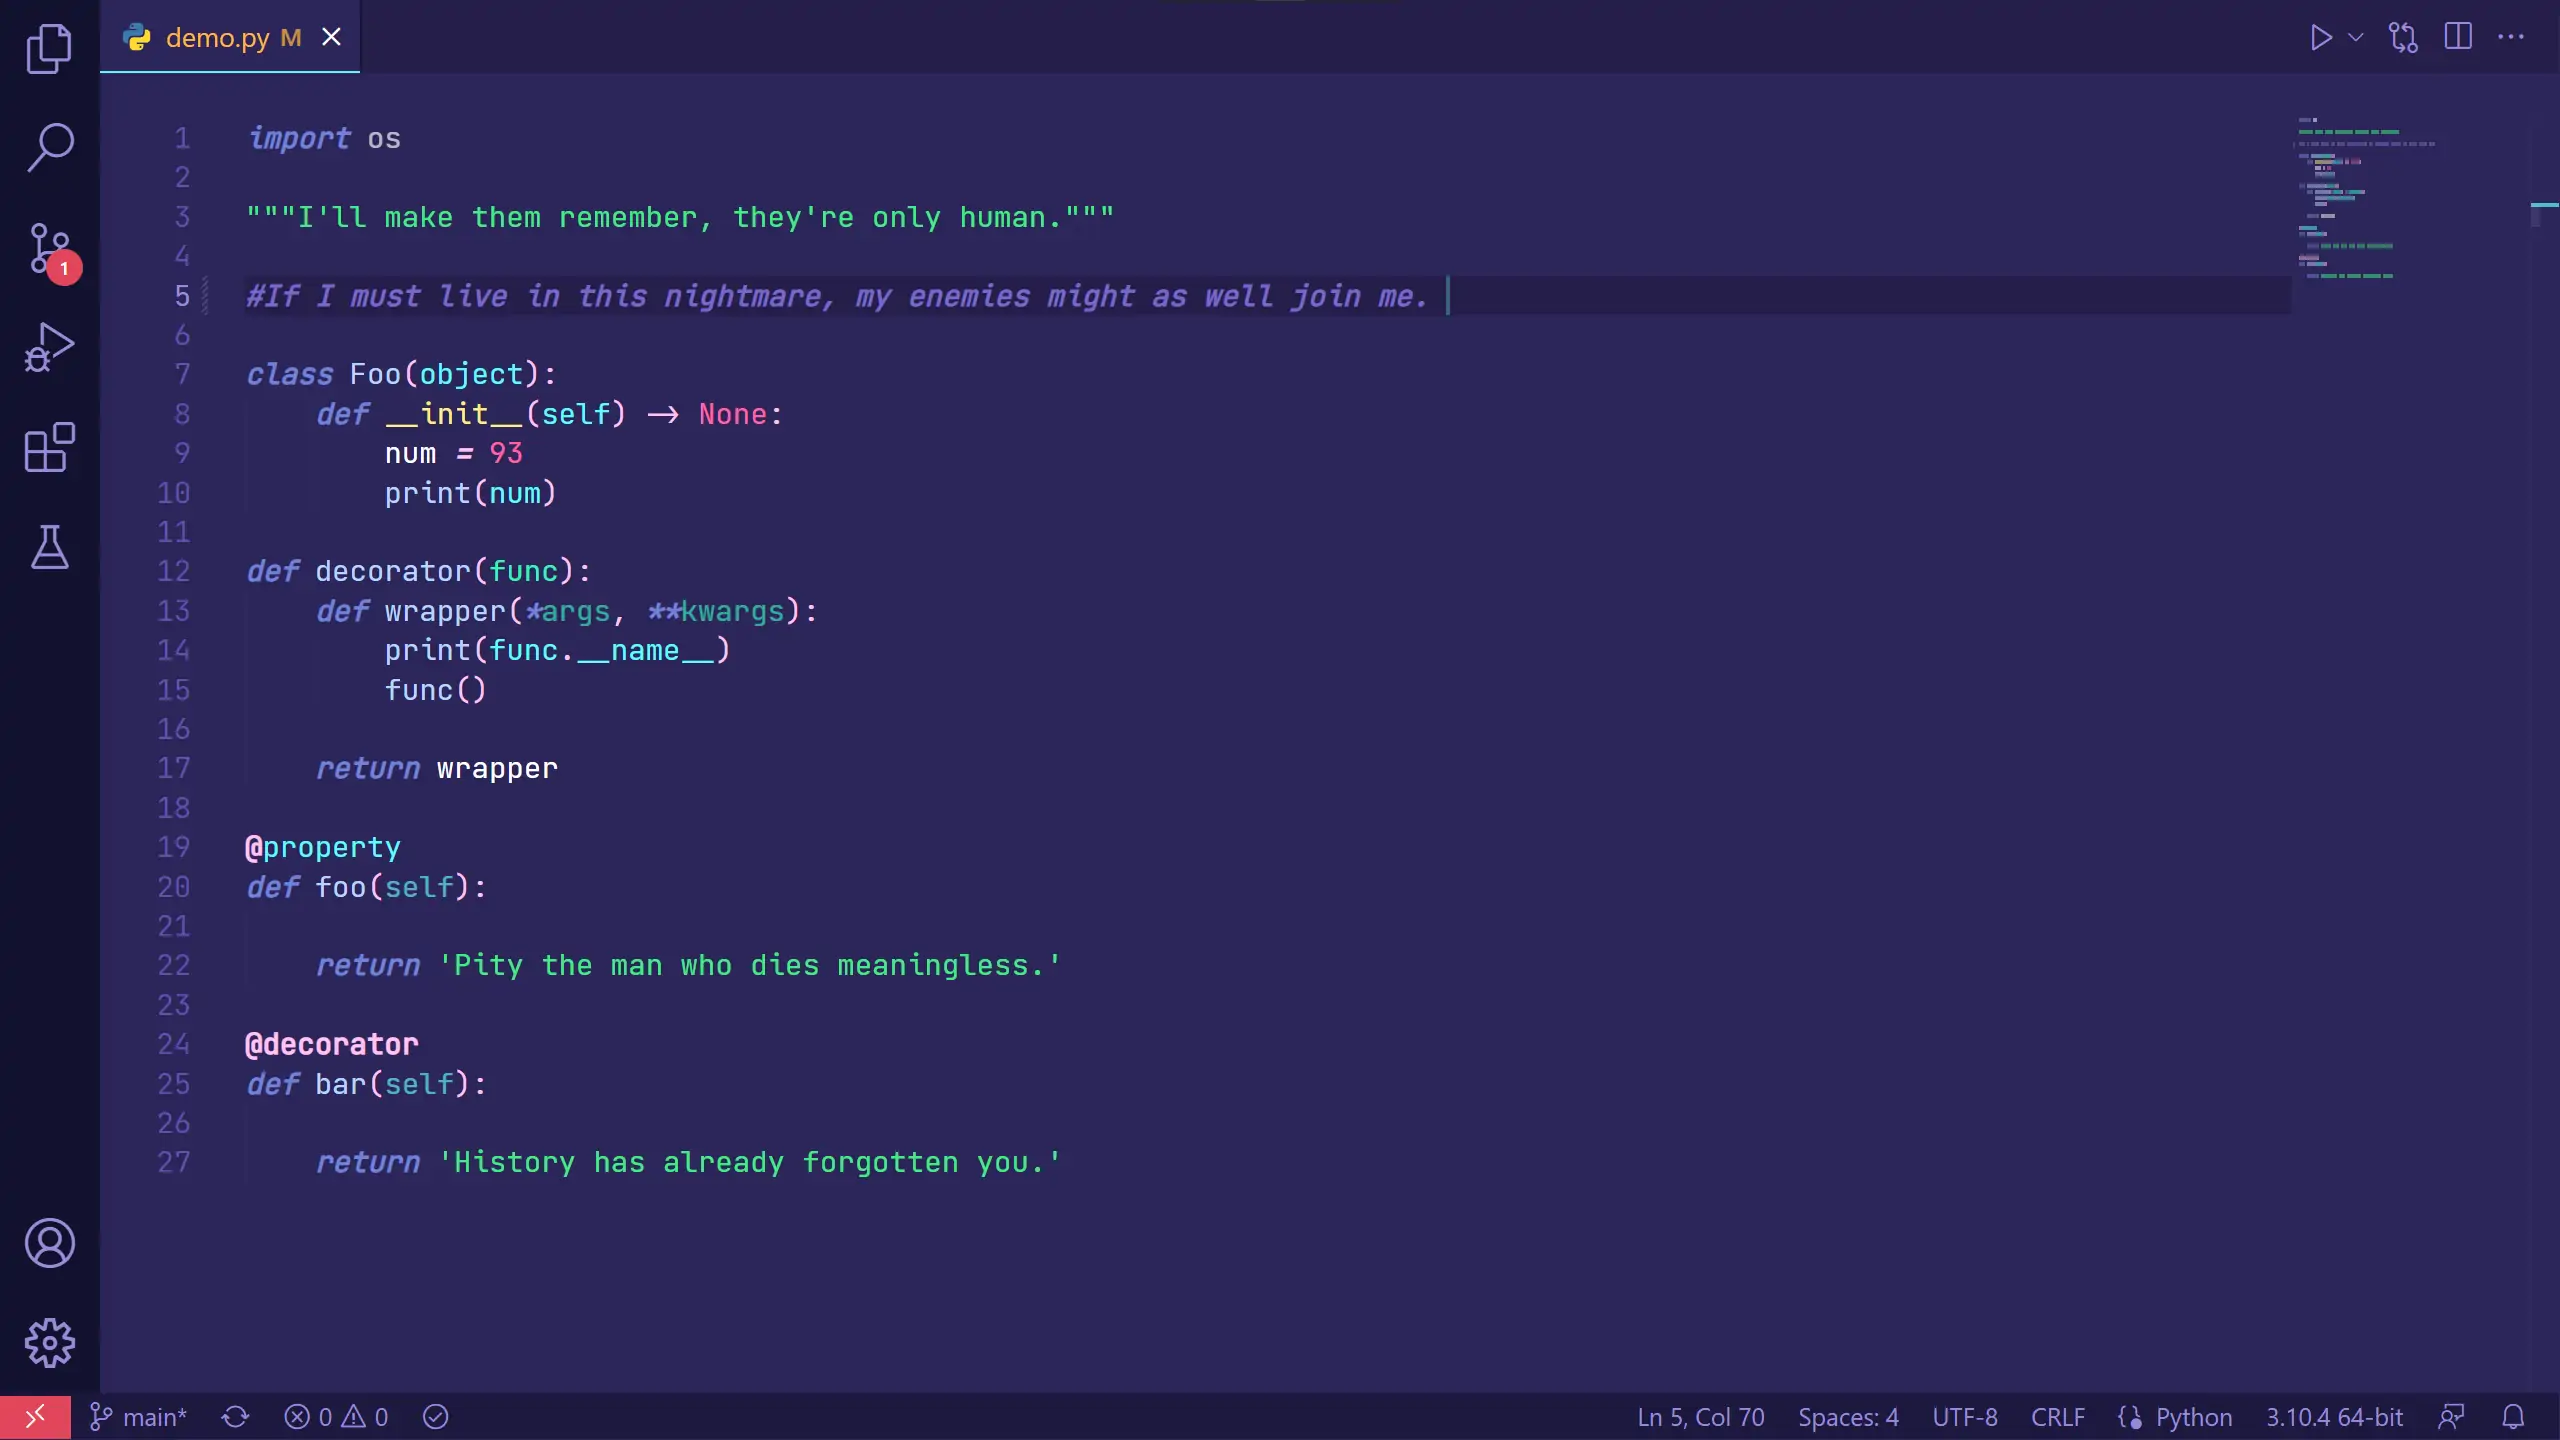 demo.py M
1 import os
2
3 """I'll make them remember, they're only human."""
4
5 #If I must live in this nightmare, my enemies might as well join me.
6
7 class Foo(object):
8     def __init__(self) → None:
9         num = 93
10         print(num)
11
12 def decorator(func):
13     def wrapper(*args, **kwargs):
14         print(func.__name__)
15         func()
16
17     return wrapper
18
19 @property
20 def foo(self):
21
22     return 'Pity the man who dies meaningless.'
23
24 @decorator
25 def bar(self):
26
27     return 'History has already forgotten you.'
1
main* 0 0 Ln 5, Col 70 Spaces: 4 UTF-8 CRLF Python 3.10.4 64-bit